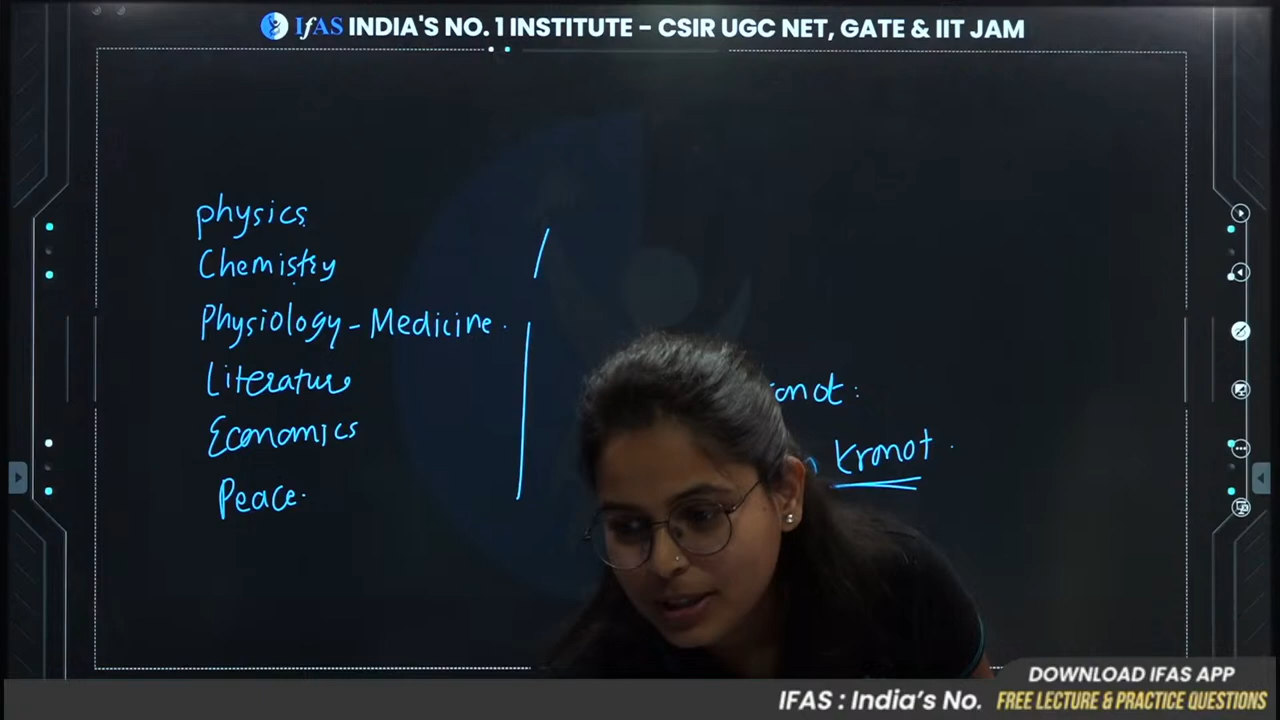 IFAS INDIA'S NO. 1 INSTITUTE – CSIR UGC NET, GATE & IIT JAM
physics
Chemistry
Physiology - Medicine.
Literature
Economics
Peace.
Kronot.
DOWNLOAD IFAS APP
IFAS : India's No. FREE LECTURE & PRACTICE QUESTIONS